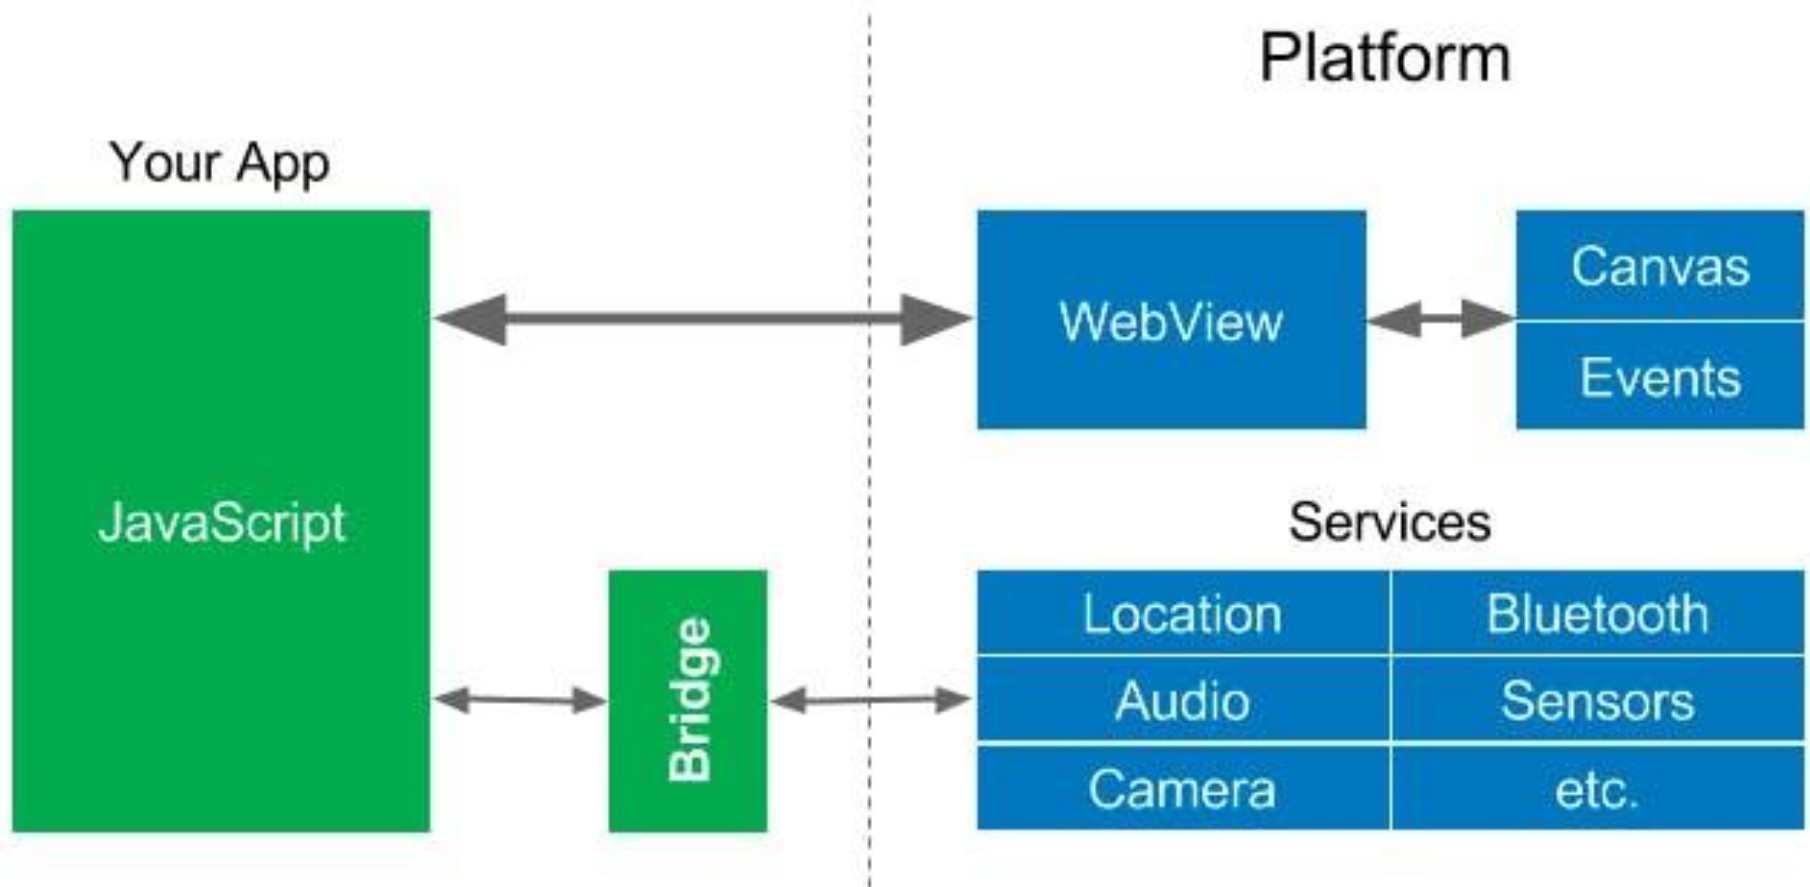 Platform
Your App
JavaScript
WebView
Canvas
Events
Bridge
Services
Location
Bluetooth
Audio
Sensors
Camera
etc.